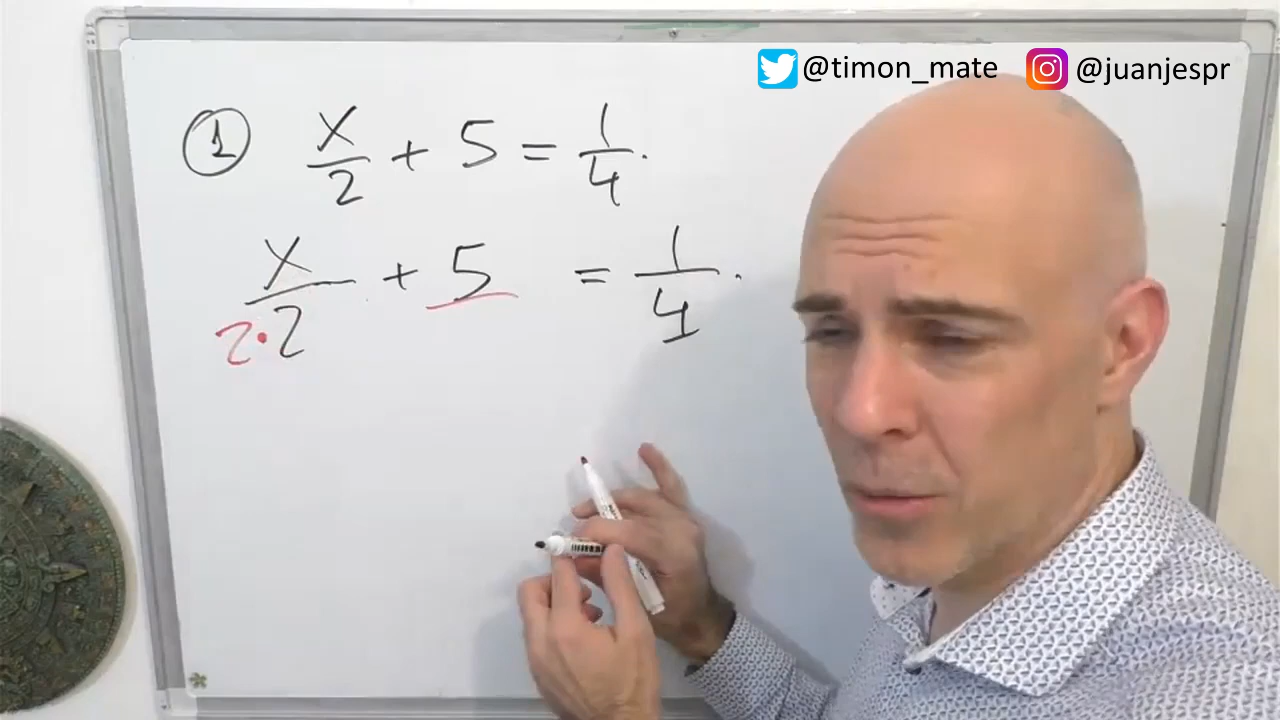 @timon_mate @juanjespr
① x/2 + 5 = 1/4.
x/2·2 + 5 = 1/4.